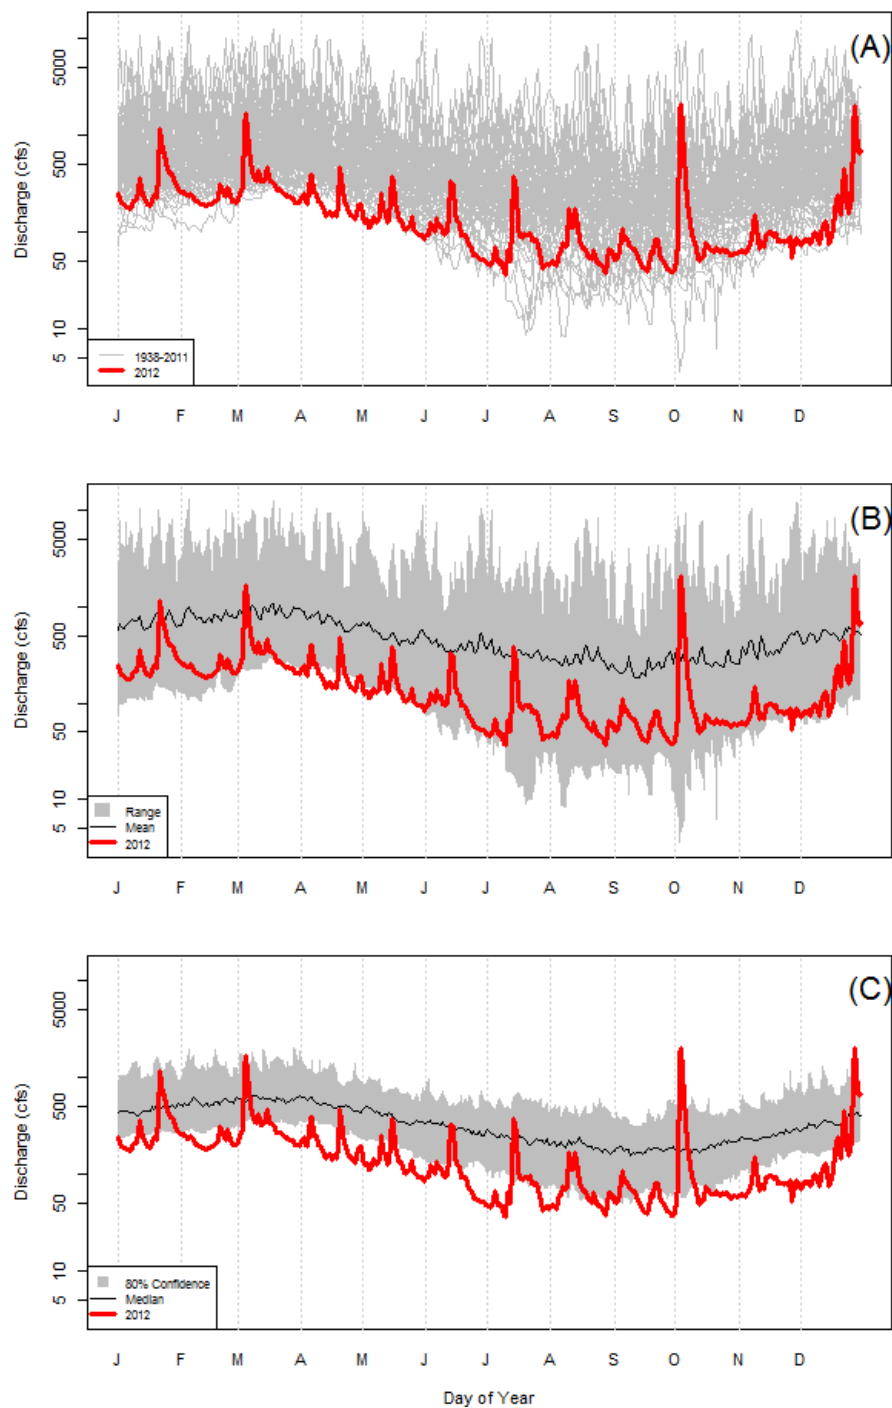 (A)
Discharge (cfs)
5000
500
50
10
5
1938-2011
2012
J F M A M J J A S O N D
(B)
Discharge (cfs)
5000
500
50
10
5
Range
Mean
2012
J F M A M J J A S O N D
(C)
Discharge (cfs)
5000
500
50
10
5
80% Confidence
Median
2012
J F M A M J J A S O N D
Day of Year